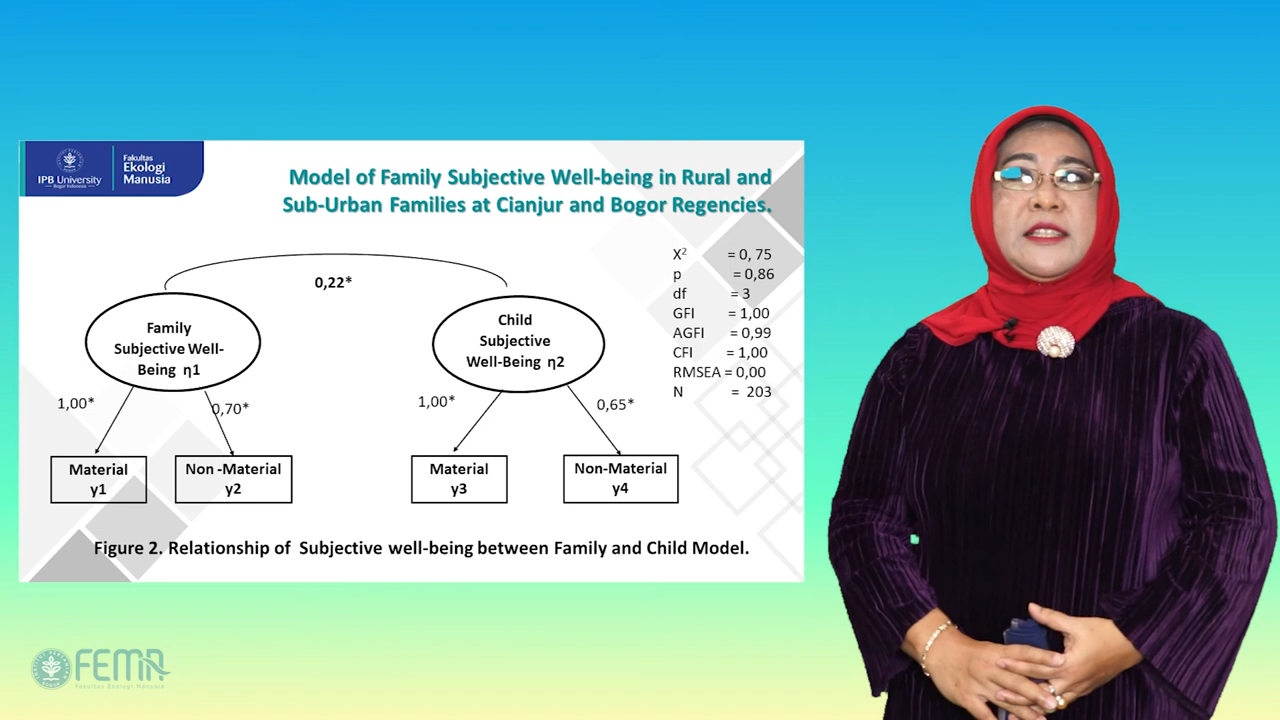 IPB University
Bogor Indonesia
Fakultas
Ekologi
Manusia
Model of Family Subjective Well-being in Rural and
Sub-Urban Families at Cianjur and Bogor Regencies.
0,22*
Family
Subjective Well-
Being η1
Child
Subjective
Well-Being η2
X² = 0, 75
p = 0,86
df = 3
GFI = 1,00
AGFI = 0,99
CFI = 1,00
RMSEA = 0,00
N = 203
1,00*
0,70*
1,00*
0,65*
Material
y1
Non -Material
y2
Material
y3
Non-Material
y4
Figure 2. Relationship of Subjective well-being between Family and Child Model.
FEMA
Fakultas Ekologi Manusia